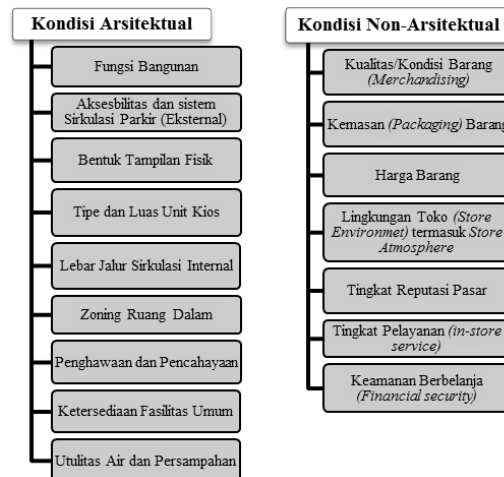 Kondisi Arsitektual
Fungsi Bangunan
Aksesbilitas dan sistem
Sirkulasi Parkir (Eksternal)
Bentuk Tampilan Fisik
Tipe dan Luas Unit Kios
Lebar Jalur Sirkulasi Internal
Zoning Ruang Dalam
Penghawaan dan Pencahayaan
Ketersediaan Fasilitas Umum
Utulitas Air dan Persampahan
Kondisi Non-Arsitektual
Kualitas/Kondisi Barang
(Merchandising)
Kemasan (Packaging) Barang
Harga Barang
Lingkungan Toko (Store
Environmet) termasuk Store
Atmosphere
Tingkat Reputasi Pasar
Tingkat Pelayanan (in-store
service)
Keamanan Berbelanja
(Financial security)